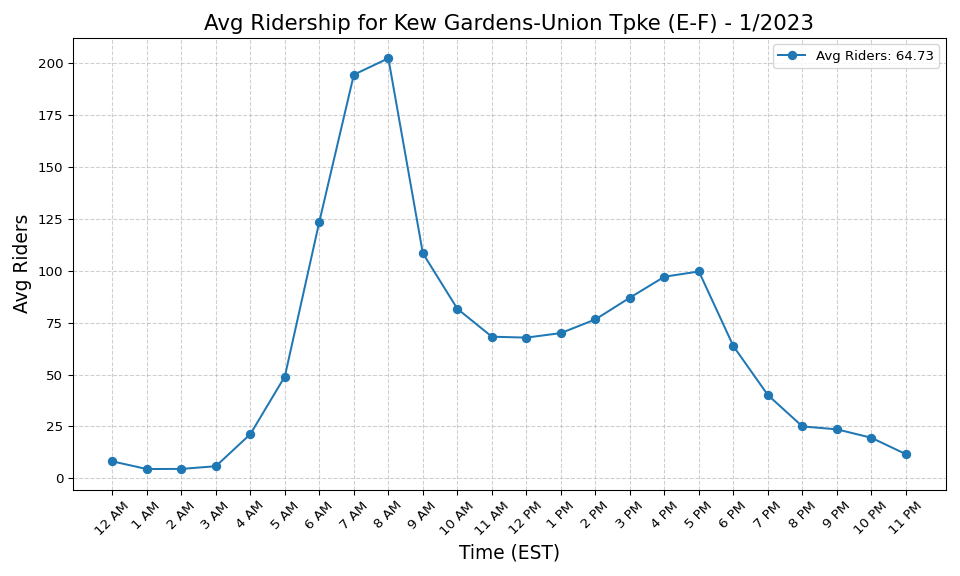 Avg Ridership for Kew Gardens-Union Tpke (E-F) - 1/2023
Avg Riders: 64.73
Avg Riders
200
175
150
125
100
75
50
25
0
12 AM
1 AM
2 AM
3 AM
4 AM
5 AM
6 AM
7 AM
8 AM
9 AM
10 AM
11 AM
12 PM
1 PM
2 PM
3 PM
4 PM
5 PM
6 PM
7 PM
8 PM
9 PM
10 PM
11 PM
Time (EST)